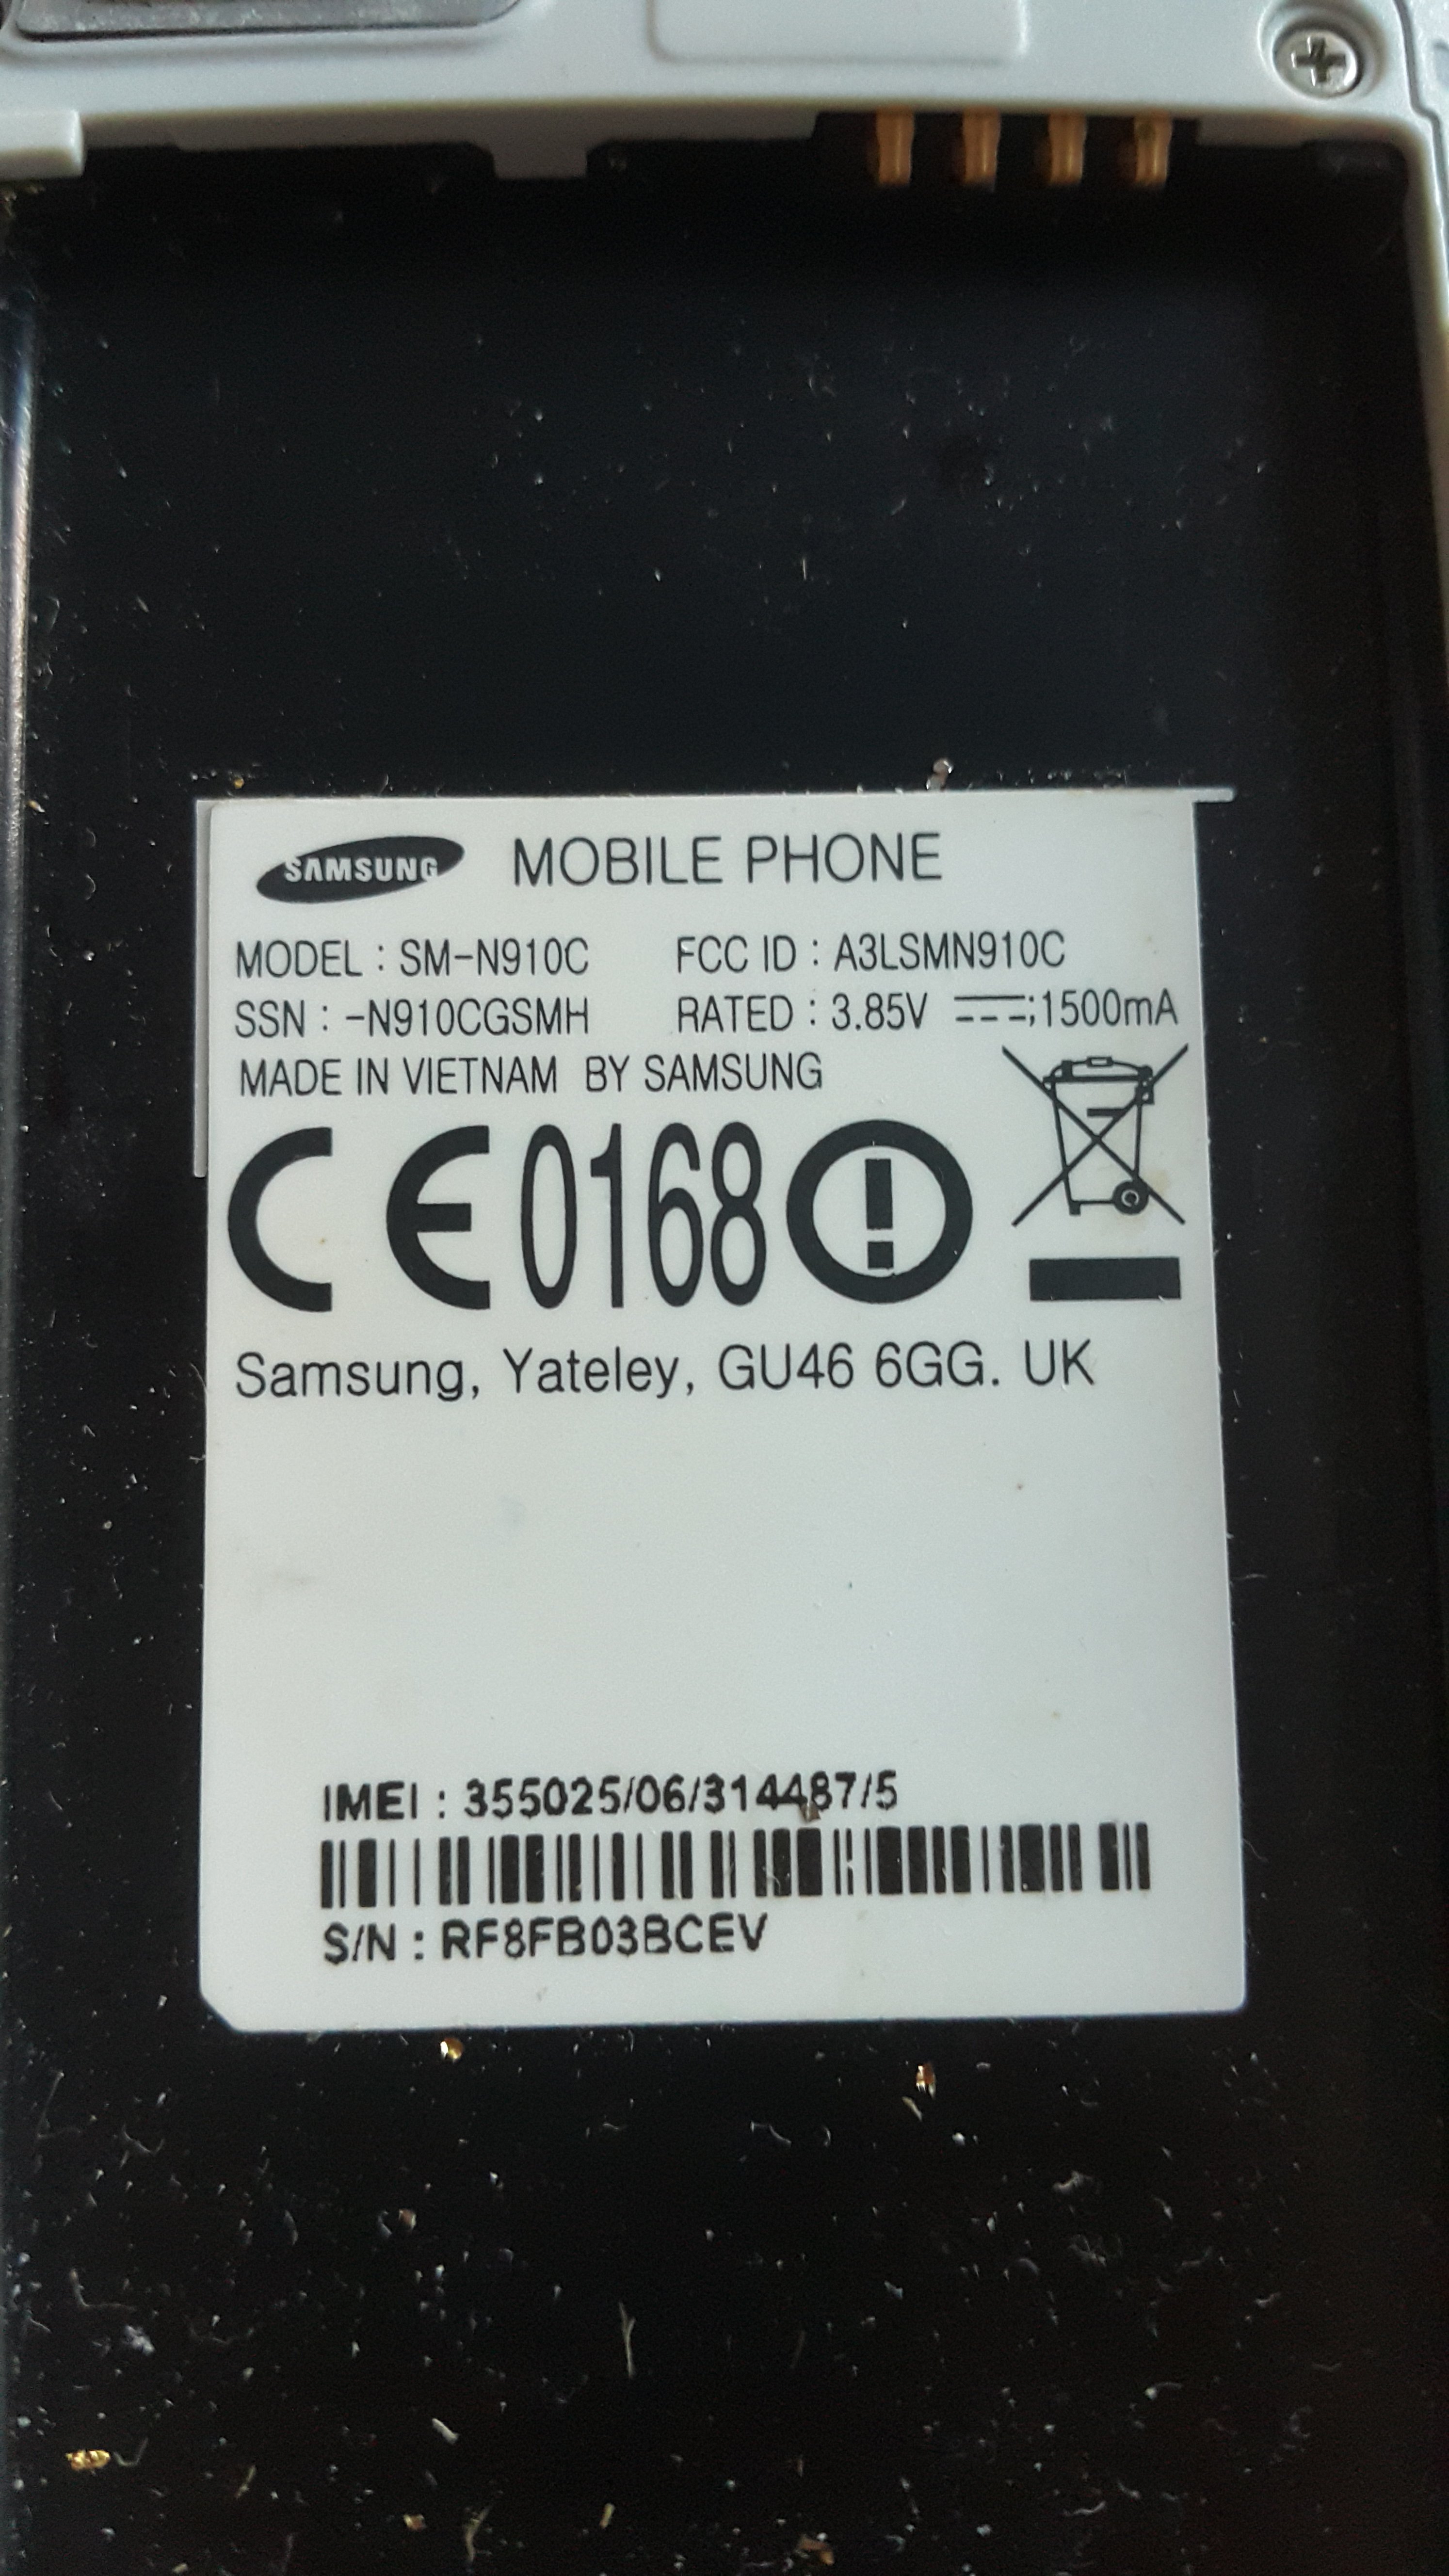 SAMSUNG MOBILE PHONE
MODEL : SM-N910C FCC ID : A3LSMN910C
SSN : -N910CGSMH RATED : 3.85V ⎓;1500mA
MADE IN VIETNAM BY SAMSUNG
CE0168
Samsung, Yateley, GU46 6GG. UK
IMEI : 355025/06/314487/5
S/N : RF8FB03BCEV